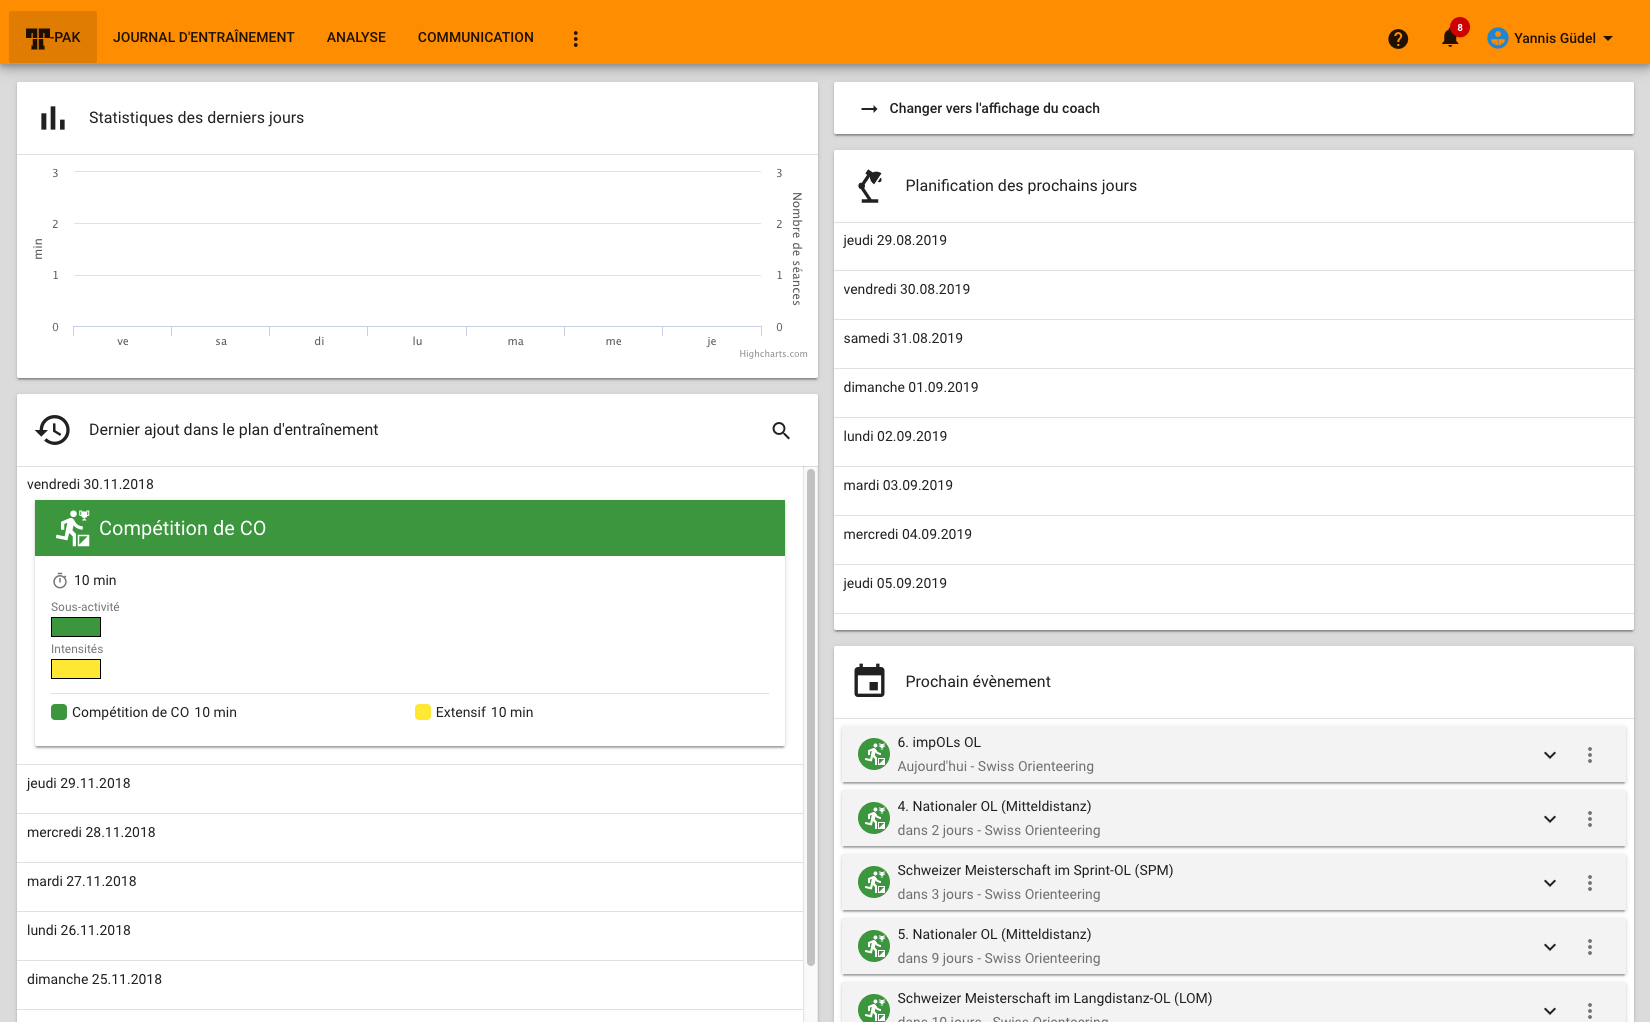 -PAK
JOURNAL D'ENTRAÎNEMENT
ANALYSE
COMMUNICATION
8
Yannis Güdel
Statistiques des derniers jours
3
3
2
2
min
Nombre de séances
1
1
0
0
ve
sa
di
lu
ma
me
je
Highcharts.com
Dernier ajout dans le plan d'entraînement
vendredi 30.11.2018
Compétition de CO
10 min
Sous-activité
Intensités
Compétition de CO 10 min
Extensif 10 min
jeudi 29.11.2018
mercredi 28.11.2018
mardi 27.11.2018
lundi 26.11.2018
dimanche 25.11.2018
Changer vers l'affichage du coach
Planification des prochains jours
jeudi 29.08.2019
vendredi 30.08.2019
samedi 31.08.2019
dimanche 01.09.2019
lundi 02.09.2019
mardi 03.09.2019
mercredi 04.09.2019
jeudi 05.09.2019
Prochain évènement
6. impOLs OL
Aujourd'hui - Swiss Orienteering
4. Nationaler OL (Mitteldistanz)
dans 2 jours - Swiss Orienteering
Schweizer Meisterschaft im Sprint-OL (SPM)
dans 3 jours - Swiss Orienteering
5. Nationaler OL (Mitteldistanz)
dans 9 jours - Swiss Orienteering
Schweizer Meisterschaft im Langdistanz-OL (LOM)
dans 10 jours - Swiss Orienteering